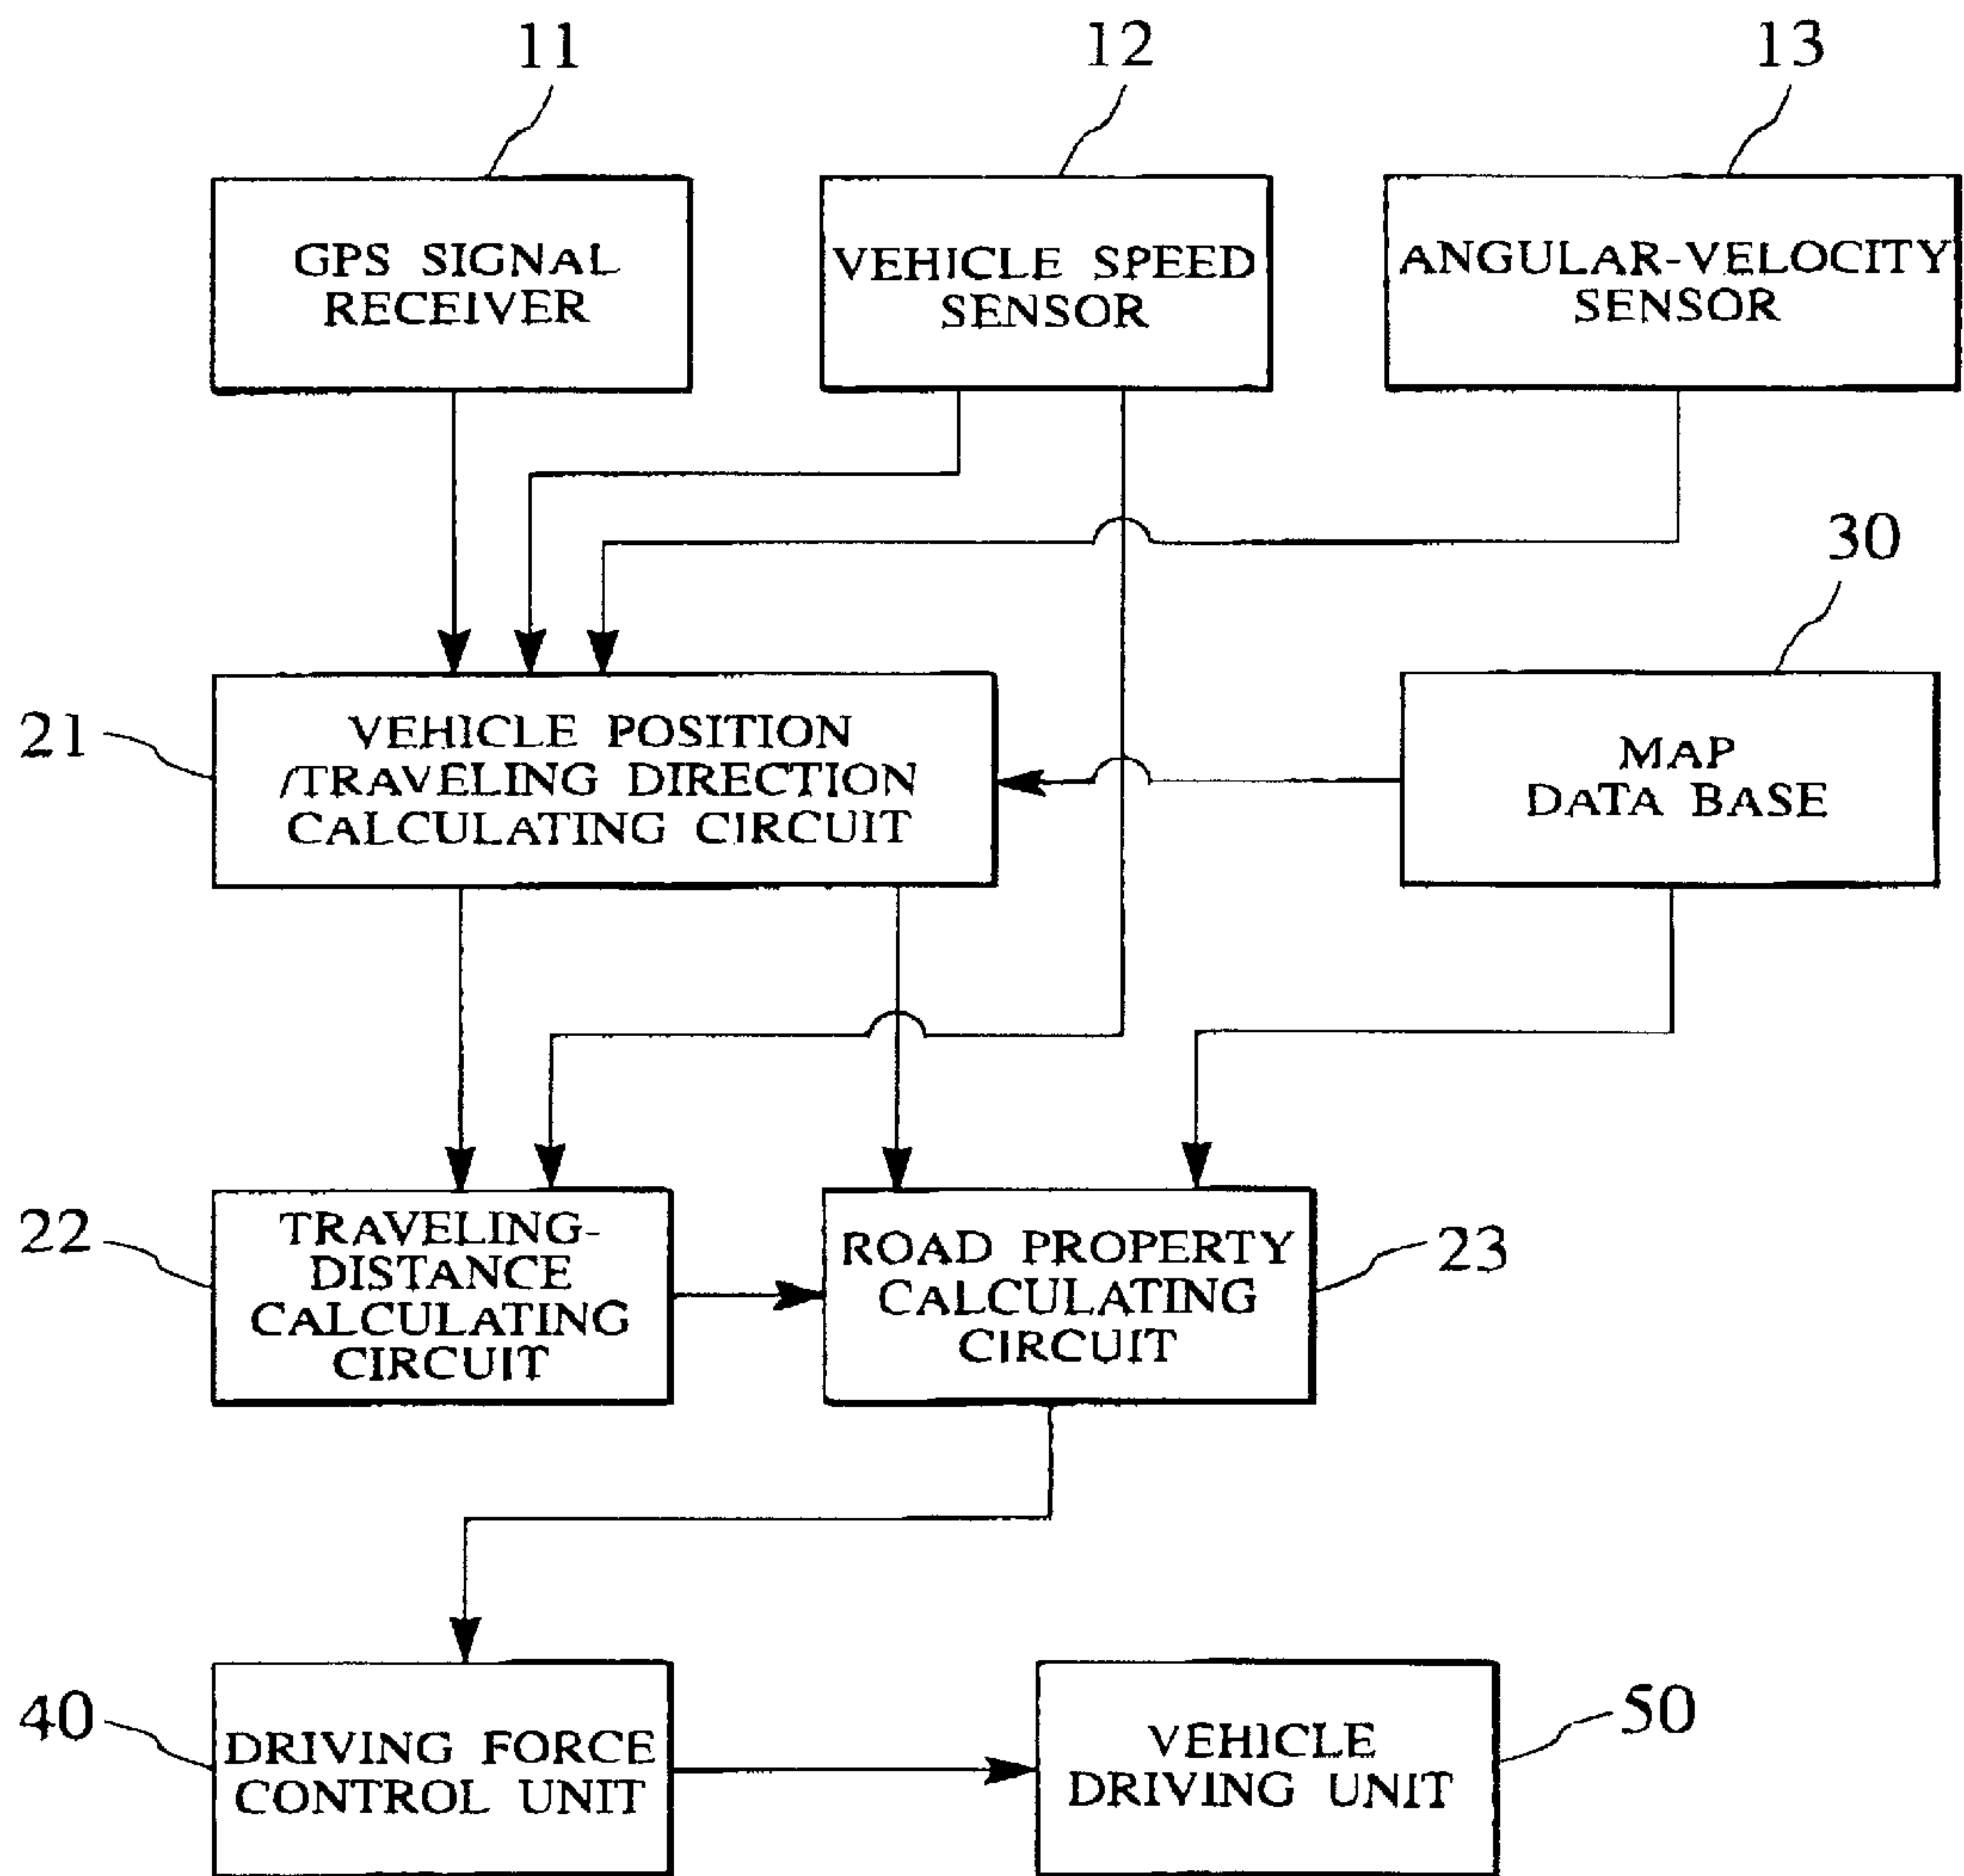 11
12
13
GPS SIGNAL
RECEIVER
VEHICLE SPEED
SENSOR
ANGULAR-VELOCITY
SENSOR
30
21
VEHICLE POSITION
/TRAVELING DIRECTION
CALCULATING CIRCUIT
MAP
DATA BASE
22
TRAVELING-
DISTANCE
CALCULATING
CIRCUIT
ROAD PROPERTY
CALCULATING
CIRCUIT
23
40
DRIVING FORCE
CONTROL UNIT
VEHICLE
DRIVING UNIT
50